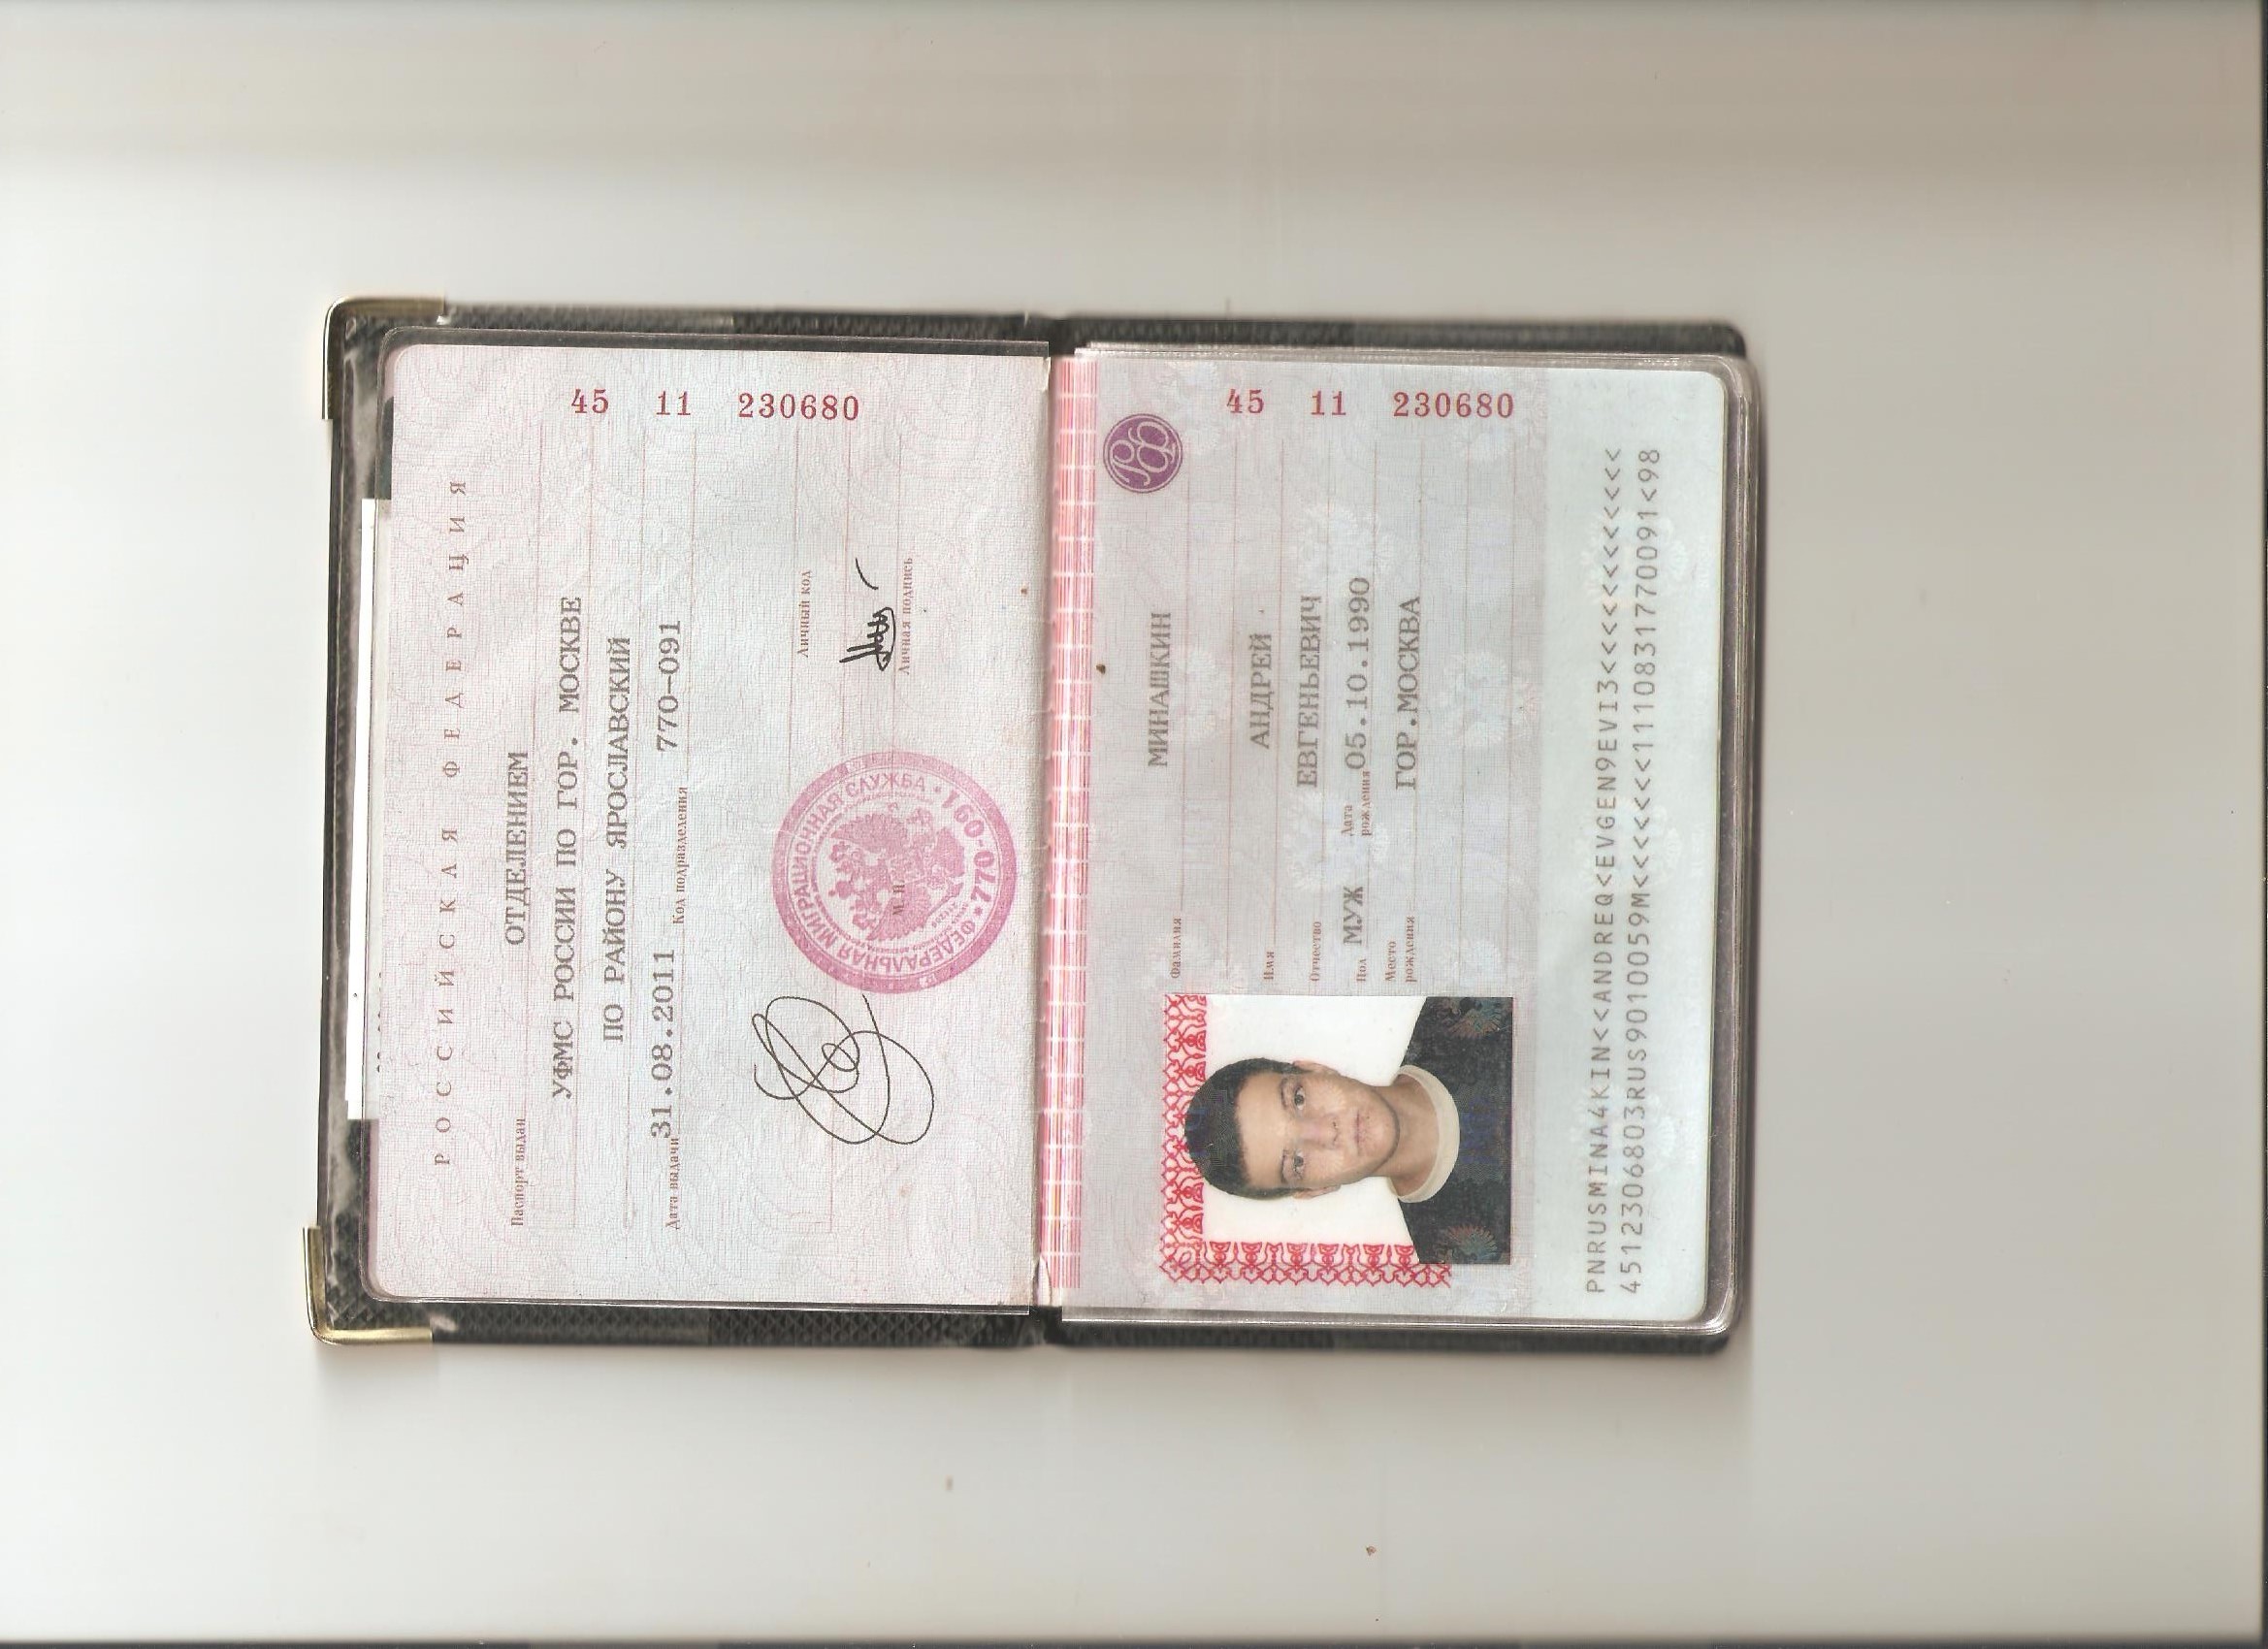 РОССИЙСКАЯ ФЕДЕРАЦИЯ
Паспорт выдан ОТДЕЛЕНИЕМ
УФМС РОССИИ ПО ГОР. МОСКВЕ
ПО РАЙОНУ ЯРОСЛАВСКИЙ
Дата выдачи 31.08.2011 Код подразделения 770-091
Личный код
Личная подпись
М.П.
ФЕДЕРАЛЬНАЯ МИГРАЦИОННАЯ СЛУЖБА • 770-091
45 11 230680
Фамилия МИНАШКИН
Имя АНДРЕЙ
Отчество ЕВГЕНЬЕВИЧ
Пол МУЖ Дата рождения 05.10.1990
Место рождения ГОР.МОСКВА
45 11 230680
PNRUSMINA4KIN<<ANDREQ<EVGEN9EVI3<<<<<<<<<<<<
4512306803RUS9010059M<<<<<<<1110831770091<98